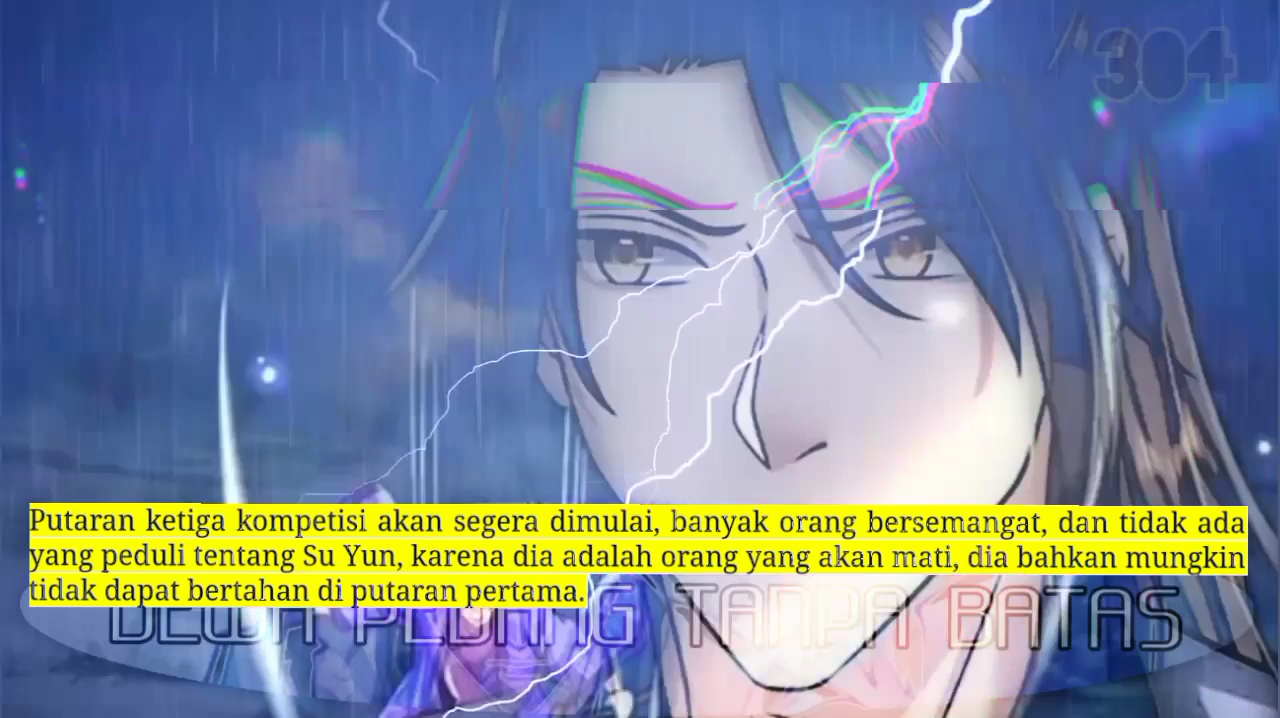 304
Putaran ketiga kompetisi akan segera dimulai, banyak orang bersemangat, dan tidak ada
yang peduli tentang Su Yun, karena dia adalah orang yang akan mati, dia bahkan mungkin
tidak dapat bertahan di putaran pertama.
DEWA PEDANG TANPA BATAS